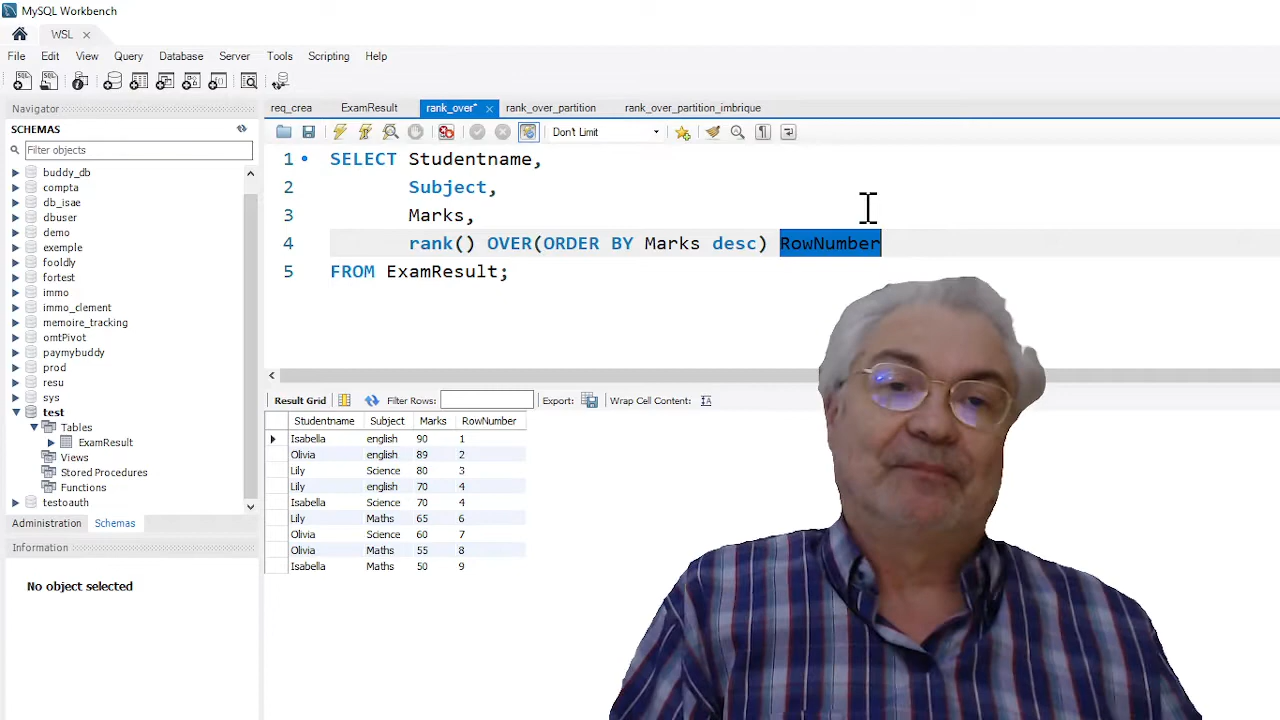 MySQL Workbench
WSL
File Edit View Query Database Server Tools Scripting Help
Navigator
SCHEMAS
Filter objects
buddy_db
compta
db_isae
dbuser
demo
exemple
fooldy
fortest
immo
immo_clement
memoire_tracking
omtPivot
paymybuddy
prod
resu
sys
test
Tables
ExamResult
Views
Stored Procedures
Functions
testoauth
Administration Schemas
Information
No object selected
req_crea ExamResult rank_over* rank_over_partition rank_over_partition_imbrique
Don't Limit
1 SELECT Studentname,
2 Subject,
3 Marks,
4 rank() OVER(ORDER BY Marks desc) RowNumber
5 FROM ExamResult;
Result Grid Filter Rows: Export: Wrap Cell Content:
Studentname Subject Marks RowNumber
Isabella english 90 1
Olivia english 89 2
Lily Science 80 3
Lily english 70 4
Isabella Science 70 4
Lily Maths 65 6
Olivia Science 60 7
Olivia Maths 55 8
Isabella Maths 50 9